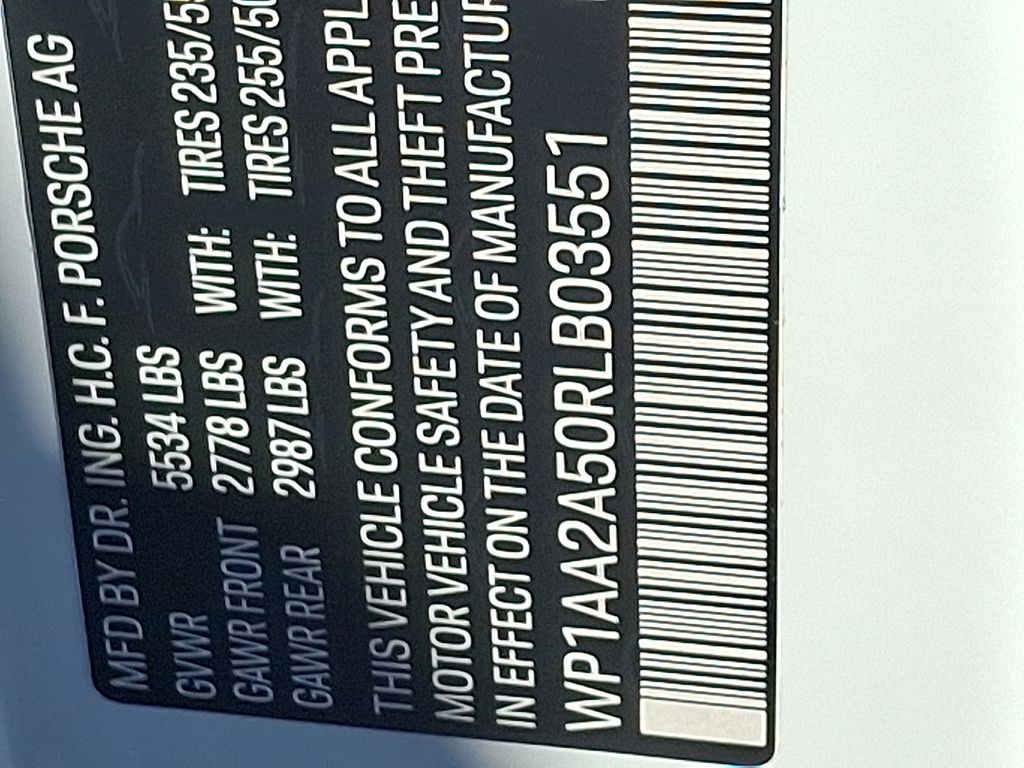 MFD BY DR. ING. H.C. F. PORSCHE AG
GVWR 5534 LBS
GAWR FRONT 2778 LBS WITH: TIRES 235/5
GAWR REAR 2987 LBS WITH: TIRES 255/50
THIS VEHICLE CONFORMS TO ALL APPL
MOTOR VEHICLE SAFETY AND THEFT PRE
IN EFFECT ON THE DATE OF MANUFACTUR
WP1AA2A50RLB03551